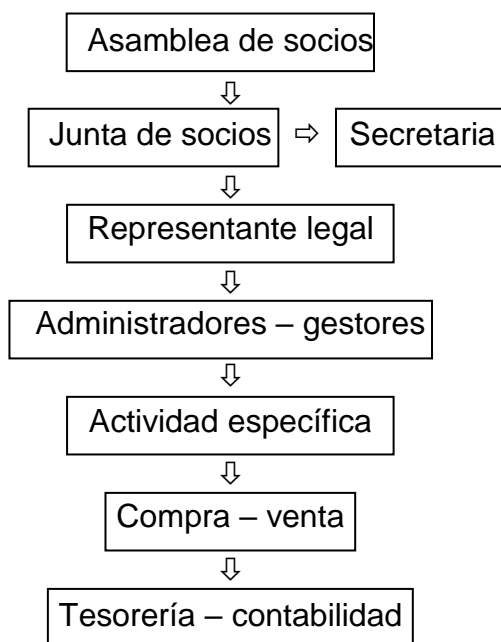 Asamblea de socios
Junta de socios ⇨ Secretaria
Representante legal
Administradores – gestores
Actividad específica
Compra – venta
Tesorería – contabilidad